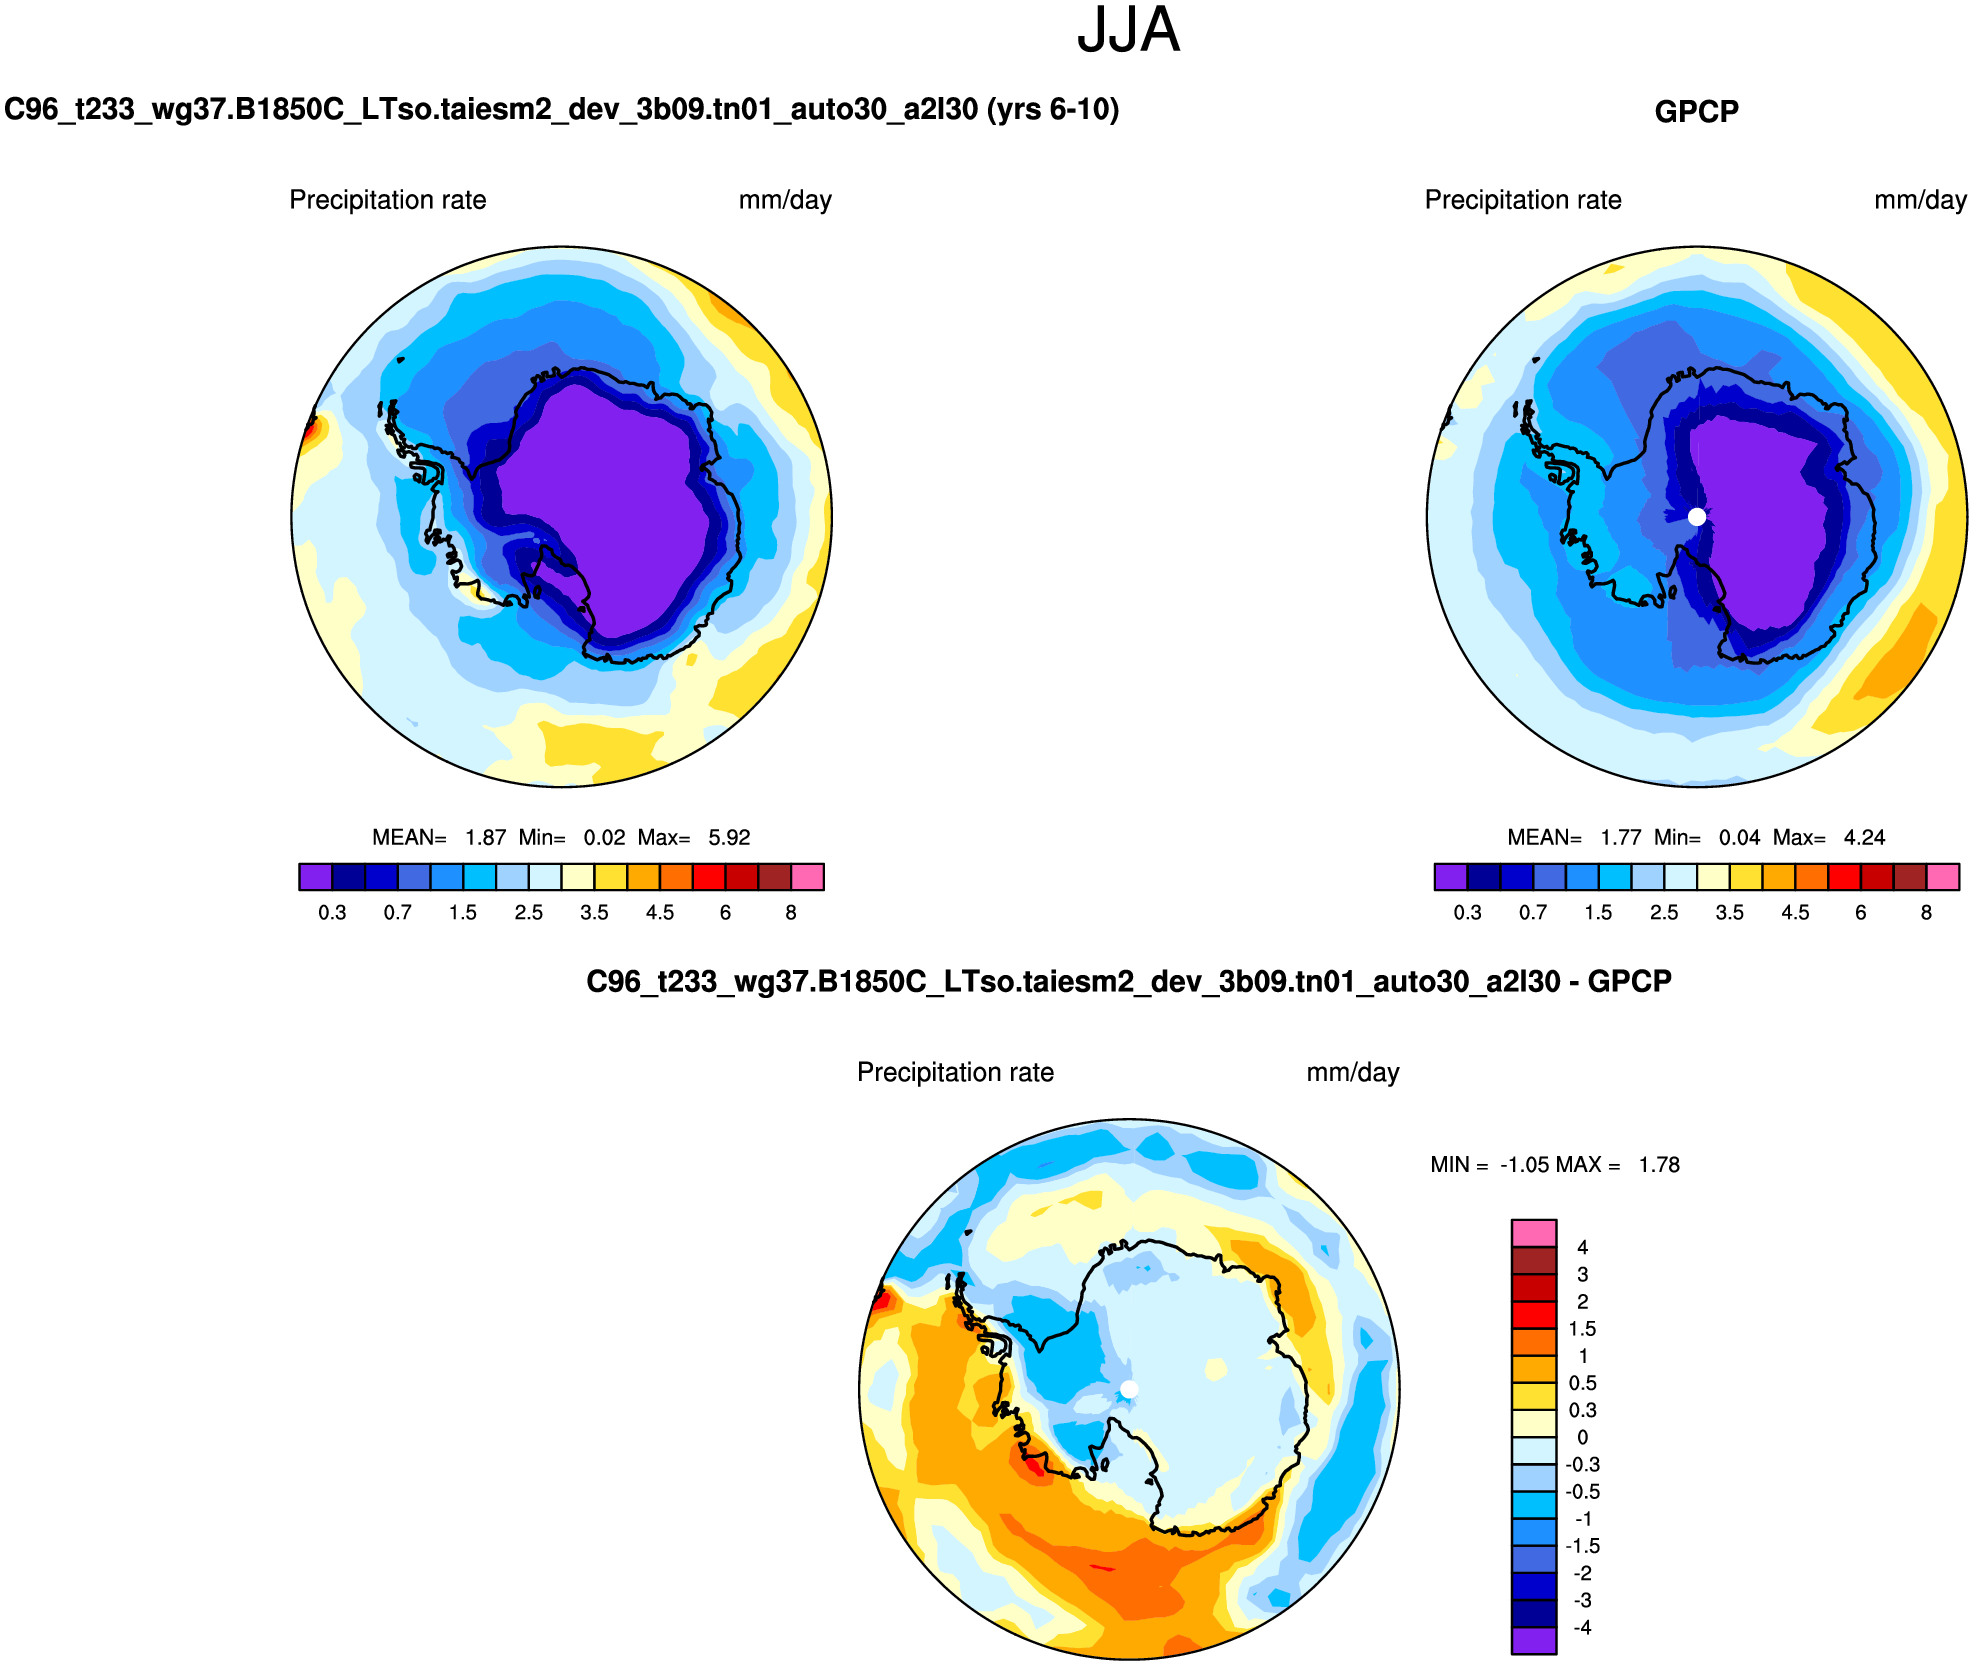 JJA
C96_t233_wg37.B1850C_LTso.taiesm2_dev_3b09.tn01_auto30_a2l30 (yrs 6-10)
GPCP
Precipitation rate mm/day
Precipitation rate mm/day
MEAN= 1.87 Min= 0.02 Max= 5.92
0.3 0.7 1.5 2.5 3.5 4.5 6 8
MEAN= 1.77 Min= 0.04 Max= 4.24
0.3 0.7 1.5 2.5 3.5 4.5 6 8
C96_t233_wg37.B1850C_LTso.taiesm2_dev_3b09.tn01_auto30_a2l30 - GPCP
Precipitation rate mm/day
MIN = -1.05 MAX = 1.78
4
3
2
1.5
1
0.5
0.3
0
-0.3
-0.5
-1
-1.5
-2
-3
-4